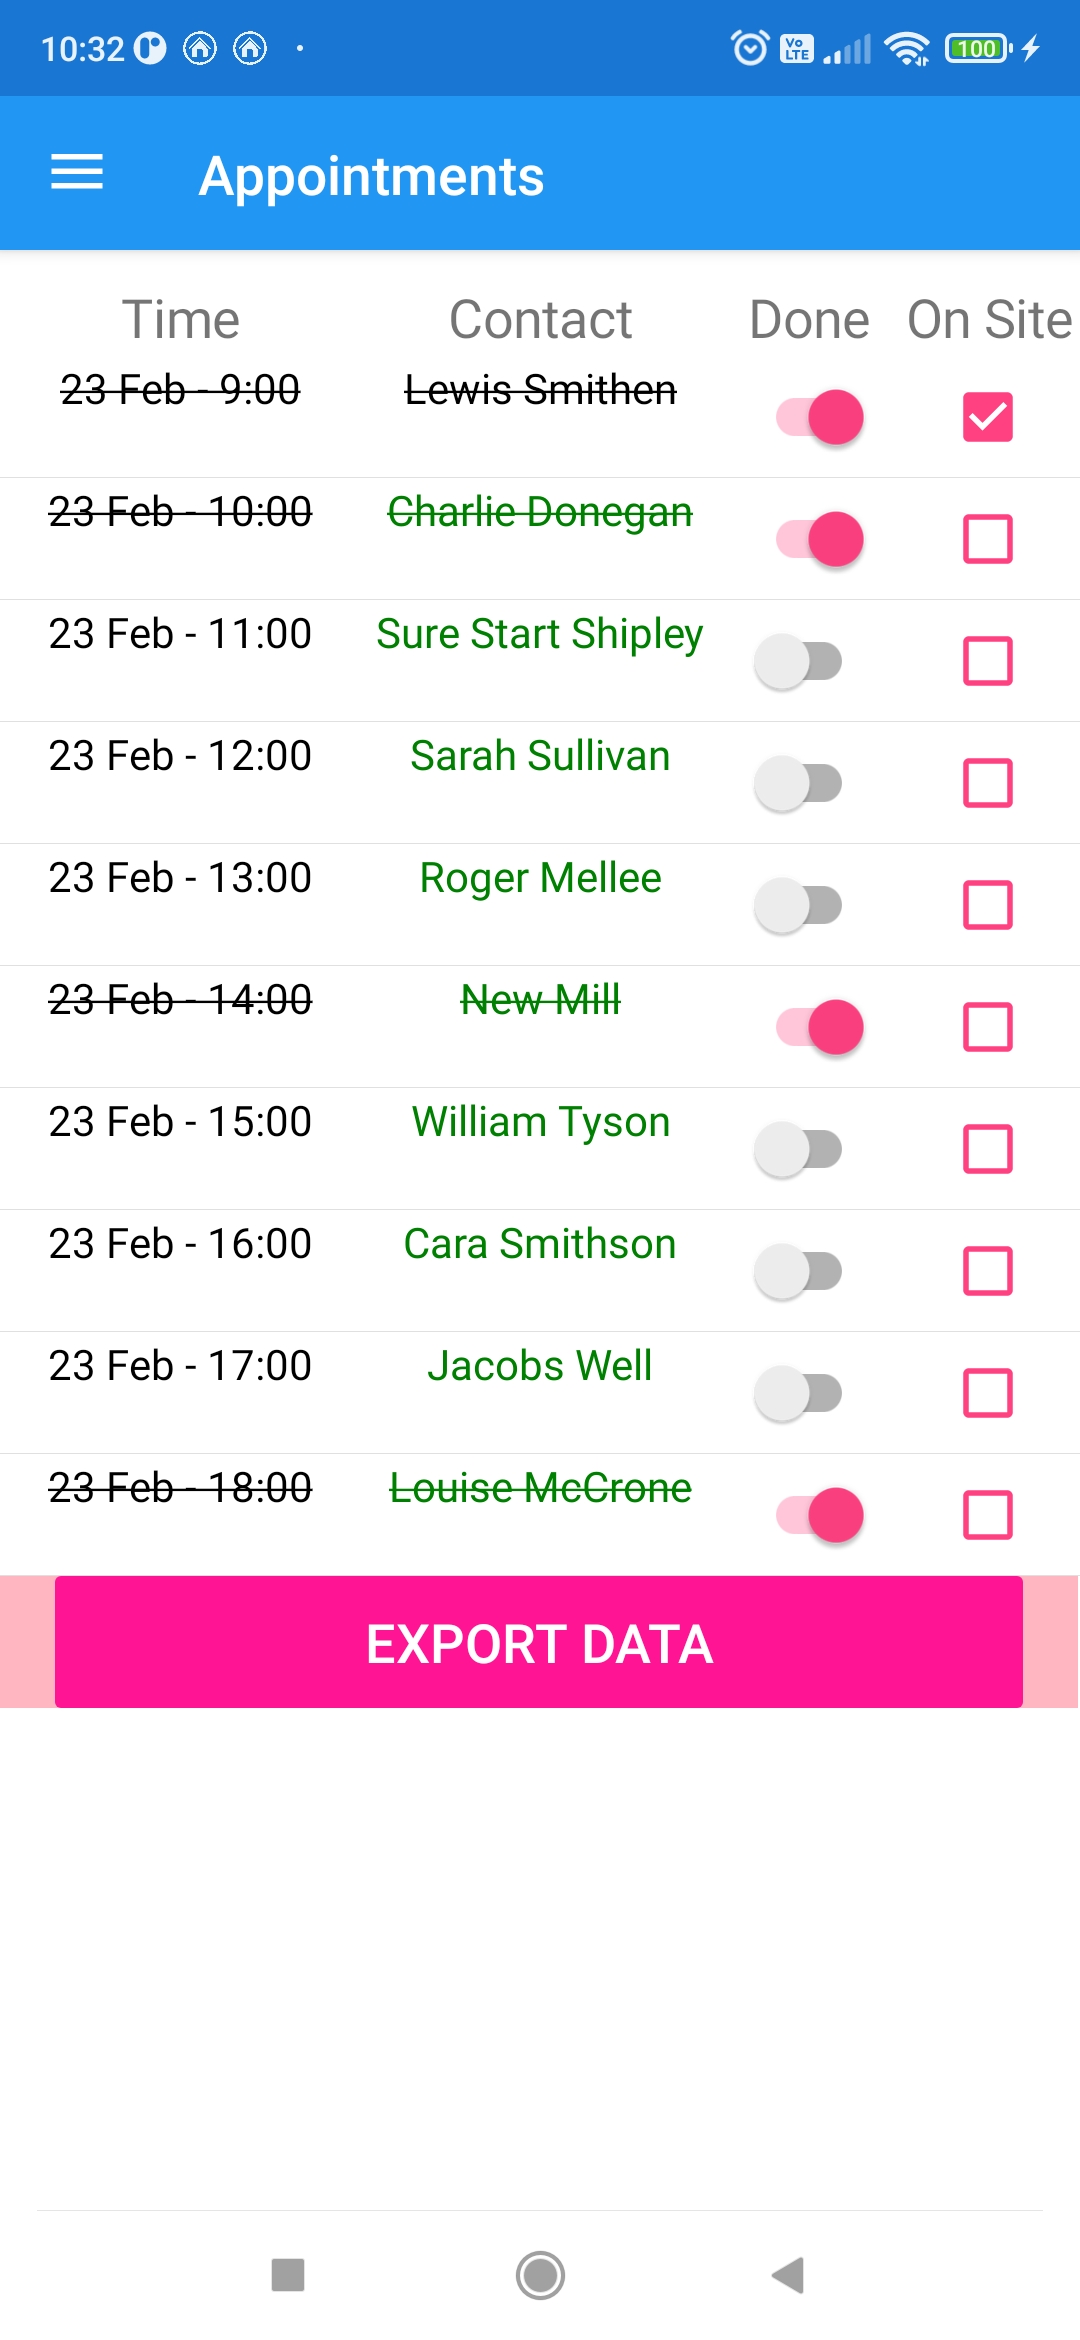 10:32
Vo LTE
100
Appointments
Time Contact Done On Site
23 Feb - 9:00 Lewis Smithen
23 Feb - 10:00 Charlie Donegan
23 Feb - 11:00 Sure Start Shipley
23 Feb - 12:00 Sarah Sullivan
23 Feb - 13:00 Roger Mellee
23 Feb - 14:00 New Mill
23 Feb - 15:00 William Tyson
23 Feb - 16:00 Cara Smithson
23 Feb - 17:00 Jacobs Well
23 Feb - 18:00 Louise McCrone
EXPORT DATA